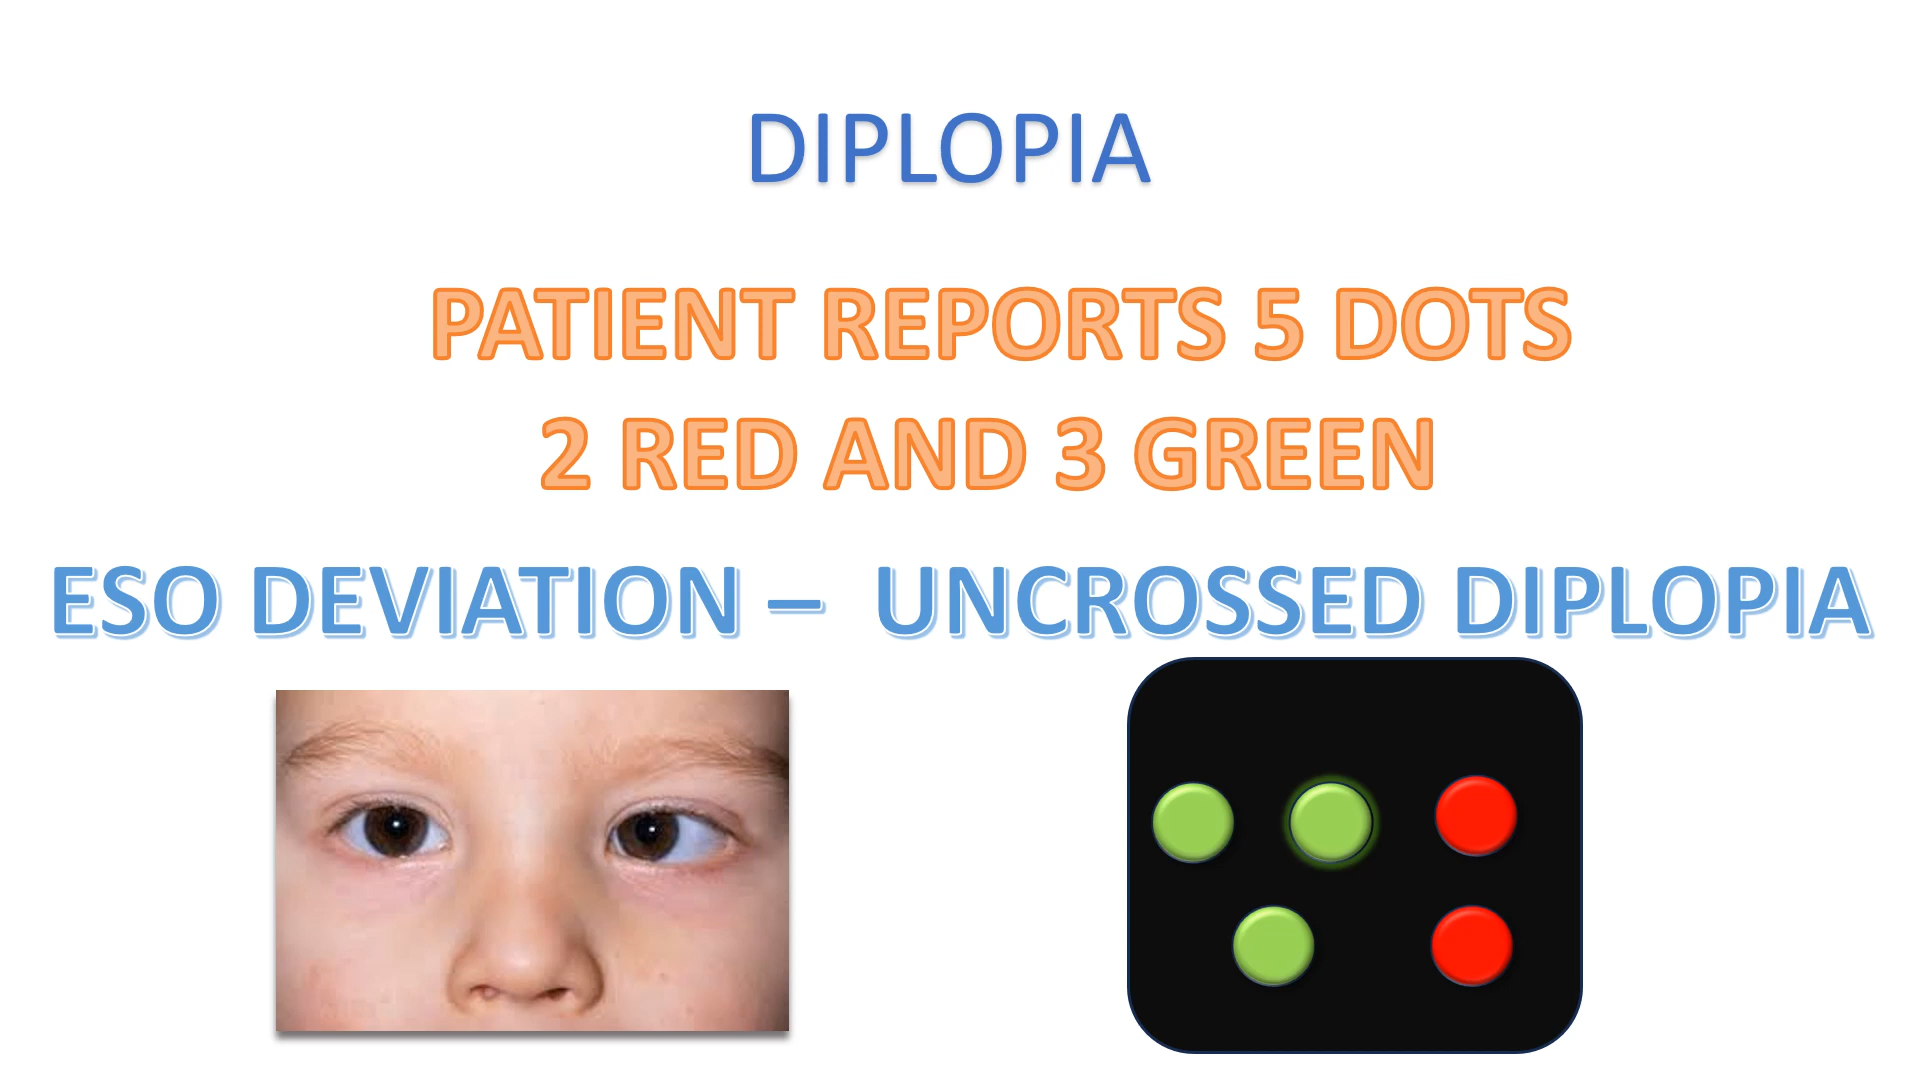 DIPLOPIA
PATIENT REPORTS 5 DOTS
2 RED AND 3 GREEN
ESO DEVIATION – UNCROSSED DIPLOPIA